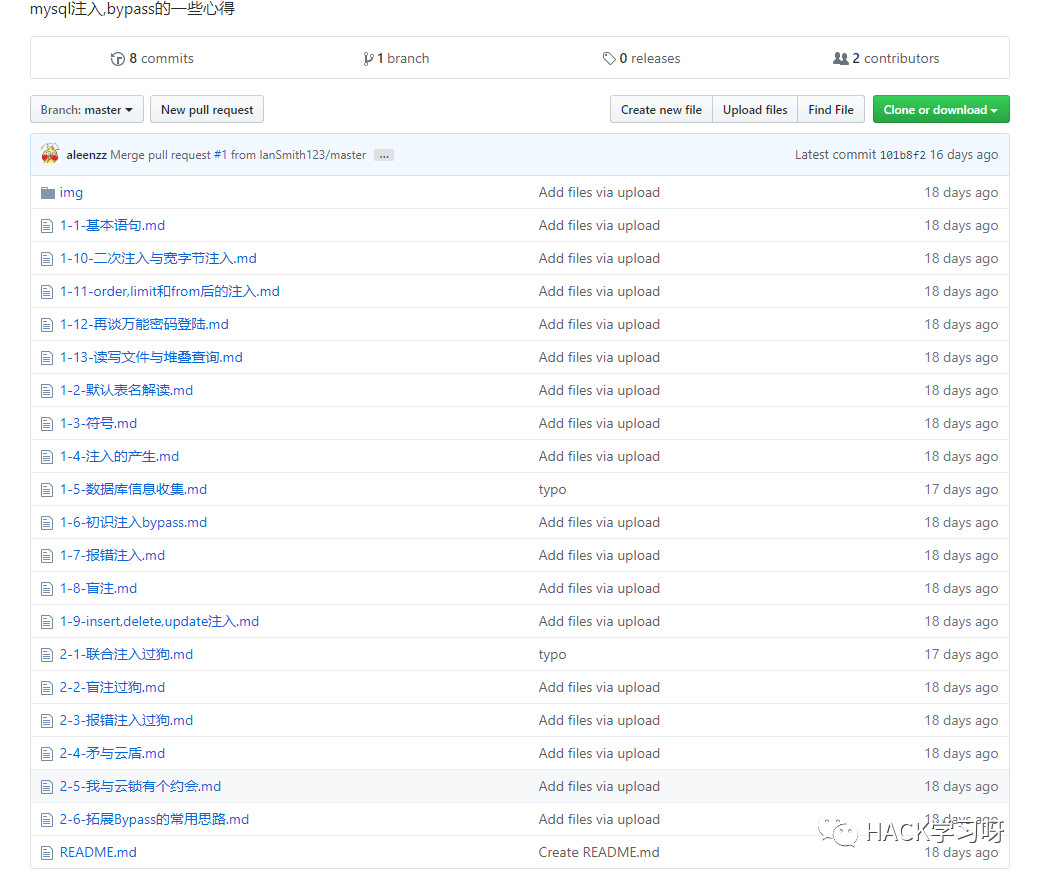 mysql注入,bypass的一些心得
8 commits 1 branch 0 releases 2 contributors
Branch: master New pull request Create new file Upload files Find File Clone or download
aleenzz Merge pull request #1 from IanSmith123/master ... Latest commit 101b8f2 16 days ago
img Add files via upload 18 days ago
1-1-基本语句.md Add files via upload 18 days ago
1-10-二次注入与宽字节注入.md Add files via upload 18 days ago
1-11-order,limit和from后的注入.md Add files via upload 18 days ago
1-12-再谈万能密码登陆.md Add files via upload 18 days ago
1-13-读写文件与堆叠查询.md Add files via upload 18 days ago
1-2-默认表名解读.md Add files via upload 18 days ago
1-3-符号.md Add files via upload 18 days ago
1-4-注入的产生.md Add files via upload 18 days ago
1-5-数据库信息收集.md typo 17 days ago
1-6-初识注入bypass.md Add files via upload 18 days ago
1-7-报错注入.md Add files via upload 18 days ago
1-8-盲注.md Add files via upload 18 days ago
1-9-insert,delete,update注入.md Add files via upload 18 days ago
2-1-联合注入过狗.md typo 17 days ago
2-2-盲注过狗.md Add files via upload 18 days ago
2-3-报错注入过狗.md Add files via upload 18 days ago
2-4-矛与云盾.md Add files via upload 18 days ago
2-5-我与云锁有个约会.md Add files via upload 18 days ago
2-6-拓展Bypass的常用思路.md Add files via upload 18 days ago
HACK学习呀
README.md Create README.md 18 days ago